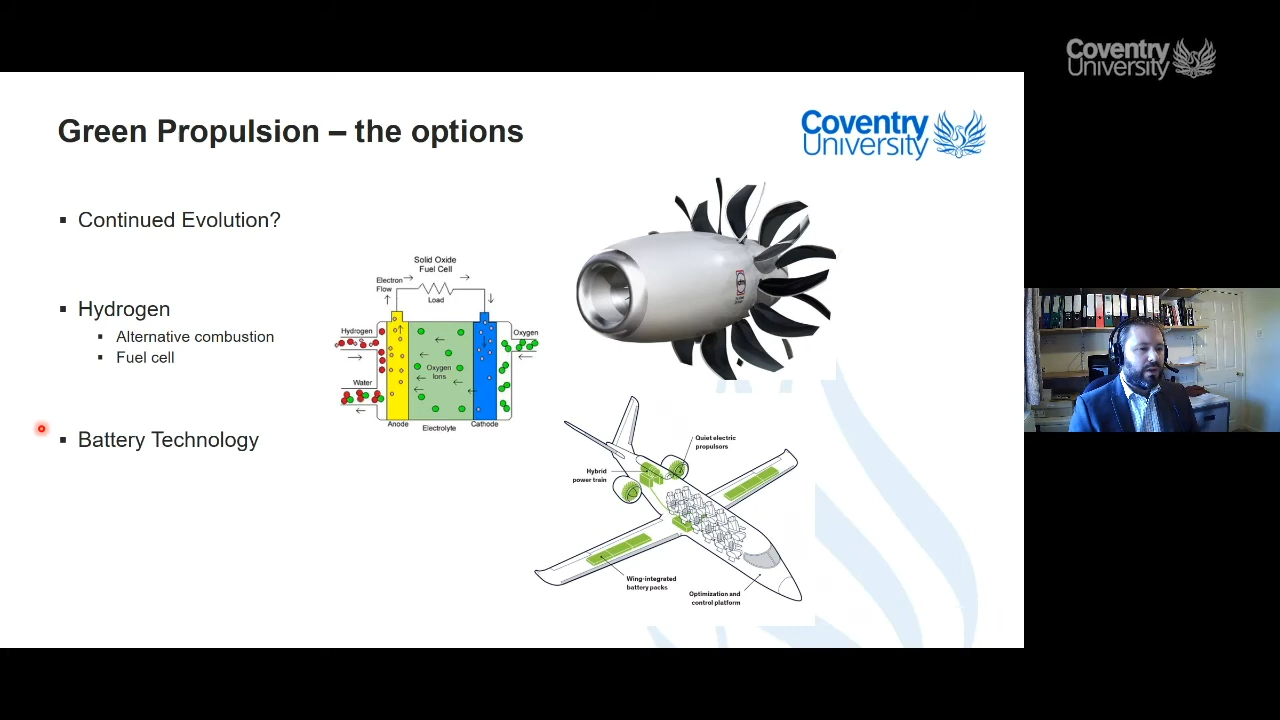 Coventry
University
Green Propulsion – the options
Coventry
University
▪ Continued Evolution?
▪ Hydrogen
▪ Alternative combustion
▪ Fuel cell
▪ Battery Technology
Solid Oxide
Fuel Cell
Electron
Flow
Load
Hydrogen
Oxygen
Oxygen
Ions
Water
Anode
Electrolyte
Cathode
Quiet electric
propulsors
Hybrid
power train
Wing-integrated
battery packs
Optimization and
control platform